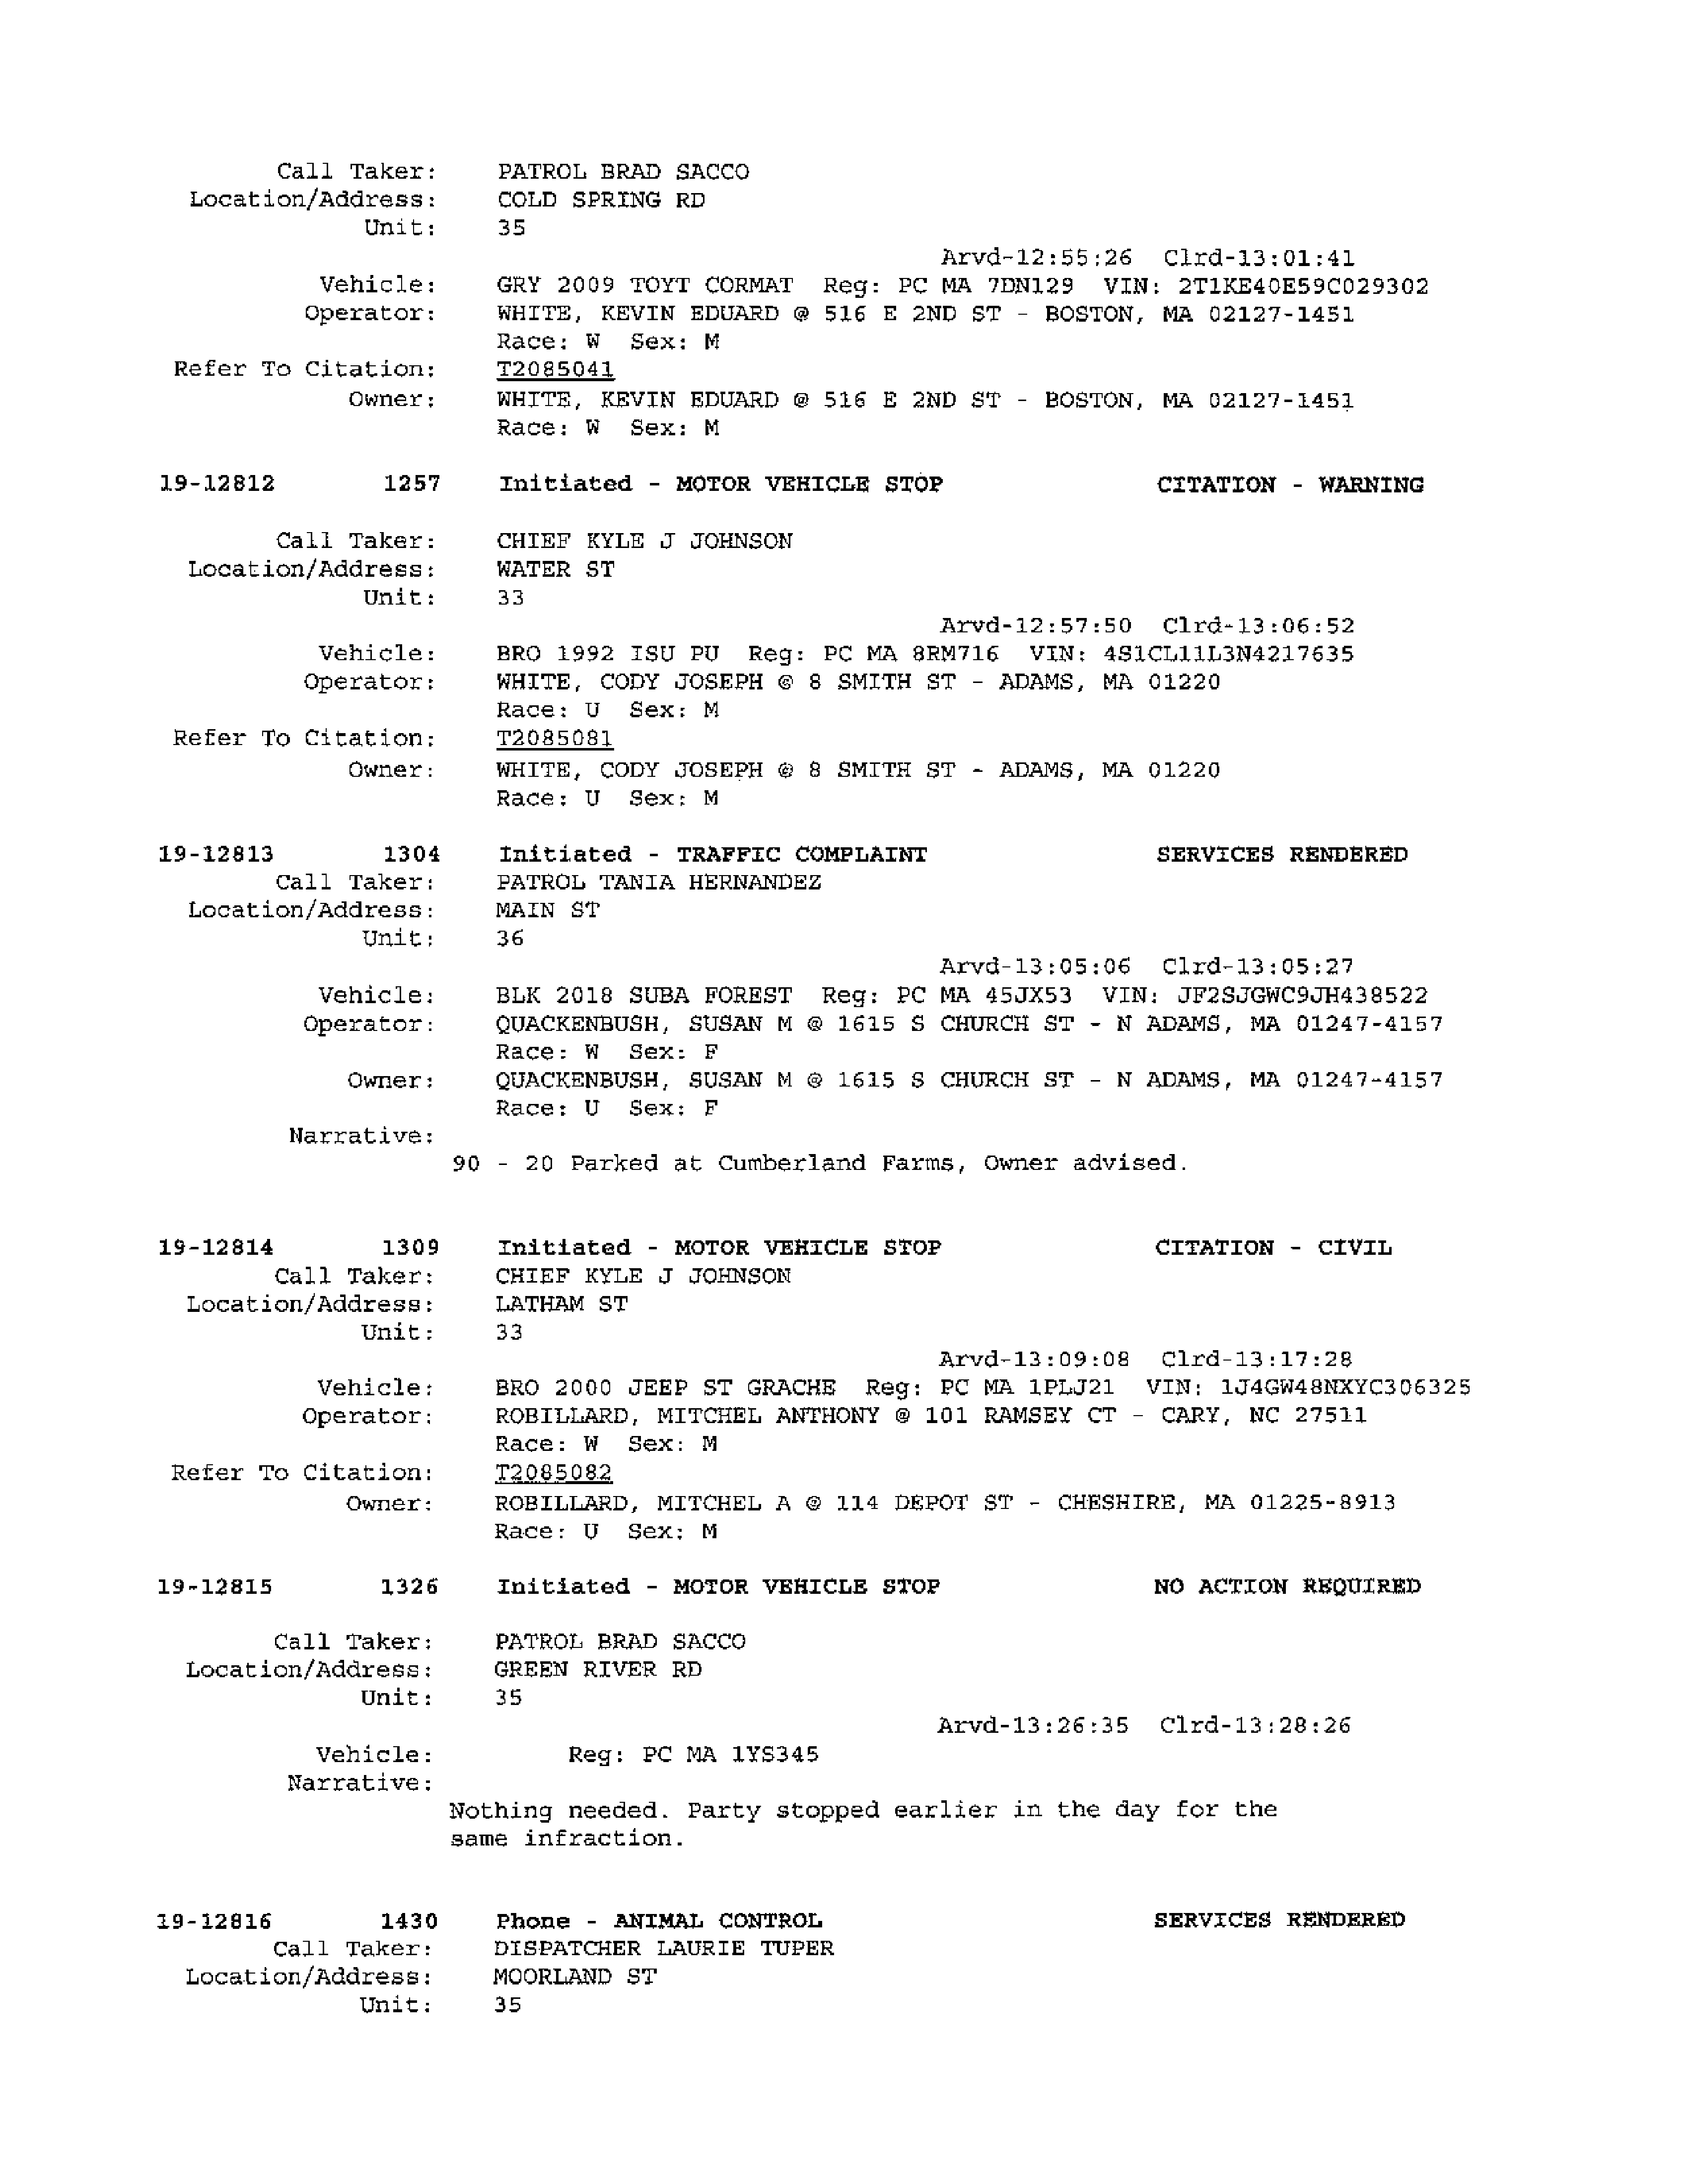 Call Taker: PATROL BRAD SACCO
Location/Address: COLD SPRING RD
Unit: 35
Arvd-12:55:26 Clrd-13:01:41
Vehicle: GRY 2009 TOYT CORMAT Reg: PC MA 7DN129 VIN: 2T1KE40E59C029302
Operator: WHITE, KEVIN EDUARD @ 516 E 2ND ST - BOSTON, MA 02127-1451
Race: W Sex: M
Refer To Citation: T2085041
Owner: WHITE, KEVIN EDUARD @ 516 E 2ND ST - BOSTON, MA 02127-1451
Race: W Sex: M
19-12812 1257 Initiated - MOTOR VEHICLE STOP CITATION - WARNING
Call Taker: CHIEF KYLE J JOHNSON
Location/Address: WATER ST
Unit: 33
Arvd-12:57:50 Clrd-13:06:52
Vehicle: BRO 1992 ISU PU Reg: PC MA 8RM716 VIN: 4S1CL11L3N4217635
Operator: WHITE, CODY JOSEPH @ 8 SMITH ST - ADAMS, MA 01220
Race: U Sex: M
Refer To Citation: T2085081
Owner: WHITE, CODY JOSEPH @ 8 SMITH ST - ADAMS, MA 01220
Race: U Sex: M
19-12813 1304 Initiated - TRAFFIC COMPLAINT SERVICES RENDERED
Call Taker: PATROL TANIA HERNANDEZ
Location/Address: MAIN ST
Unit: 36
Arvd-13:05:06 Clrd-13:05:27
Vehicle: BLK 2018 SUBA FOREST Reg: PC MA 45JX53 VIN: JF2SJGWC9JH438522
Operator: QUACKENBUSH, SUSAN M @ 1615 S CHURCH ST - N ADAMS, MA 01247-4157
Race: W Sex: F
Owner: QUACKENBUSH, SUSAN M @ 1615 S CHURCH ST - N ADAMS, MA 01247-4157
Race: U Sex: F
Narrative:
90 - 20 Parked at Cumberland Farms, Owner advised.
19-12814 1309 Initiated - MOTOR VEHICLE STOP CITATION - CIVIL
Call Taker: CHIEF KYLE J JOHNSON
Location/Address: LATHAM ST
Unit: 33
Arvd-13:09:08 Clrd-13:17:28
Vehicle: BRO 2000 JEEP ST GRACHE Reg: PC MA 1PLJ21 VIN: 1J4GW48NXYC306325
Operator: ROBILLARD, MITCHEL ANTHONY @ 101 RAMSEY CT - CARY, NC 27511
Race: W Sex: M
Refer To Citation: T2085082
Owner: ROBILLARD, MITCHEL A @ 114 DEPOT ST - CHESHIRE, MA 01225-8913
Race: U Sex: M
19-12815 1326 Initiated - MOTOR VEHICLE STOP NO ACTION REQUIRED
Call Taker: PATROL BRAD SACCO
Location/Address: GREEN RIVER RD
Unit: 35
Arvd-13:26:35 Clrd-13:28:26
Vehicle: Reg: PC MA 1YS345
Narrative:
Nothing needed. Party stopped earlier in the day for the
same infraction.
19-12816 1430 Phone - ANIMAL CONTROL SERVICES RENDERED
Call Taker: DISPATCHER LAURIE TUPER
Location/Address: MOORLAND ST
Unit: 35